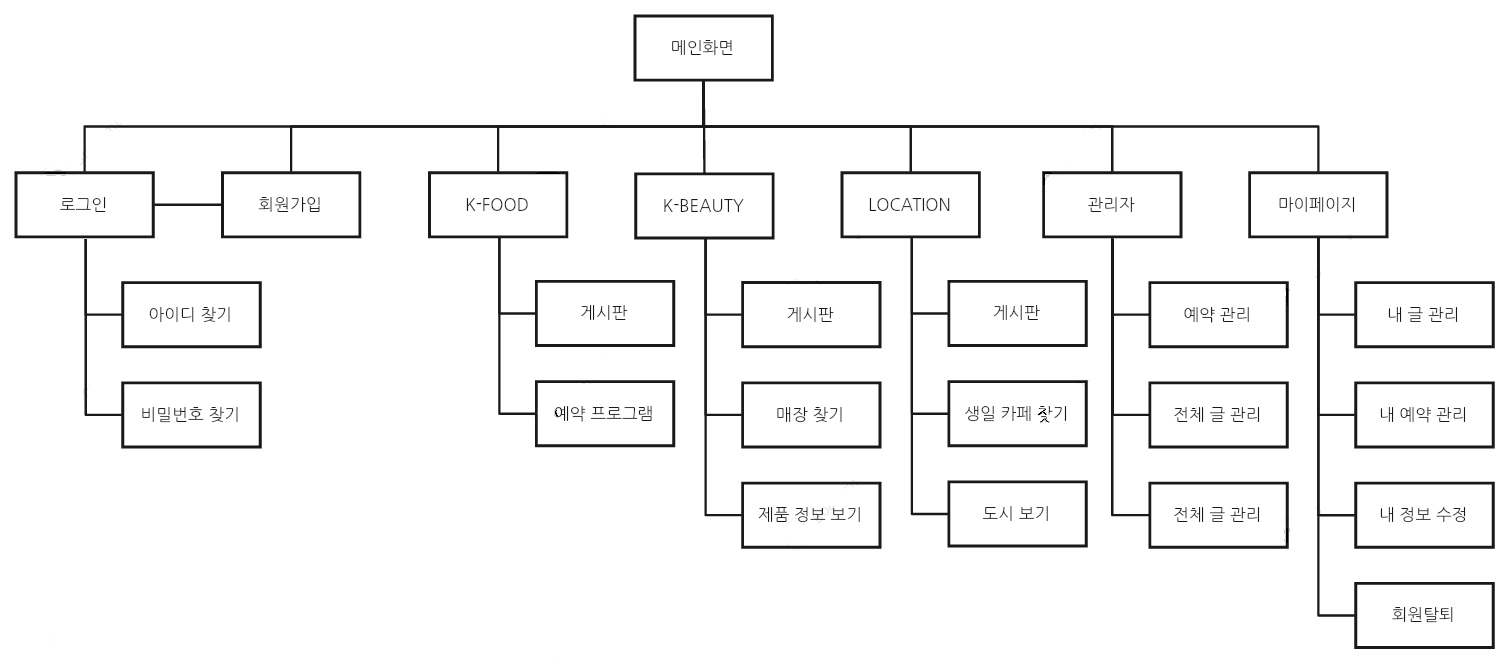 메인화면
로그인
회원가입
K-FOOD
K-BEAUTY
LOCATION
관리자
마이페이지
아이디 찾기
비밀번호 찾기
게시판
예약 프로그램
게시판
매장 찾기
제품 정보 보기
게시판
생일 카페 찾기
도시 보기
예약 관리
전체 글 관리
전체 글 관리
내 글 관리
내 예약 관리
내 정보 수정
회원탈퇴